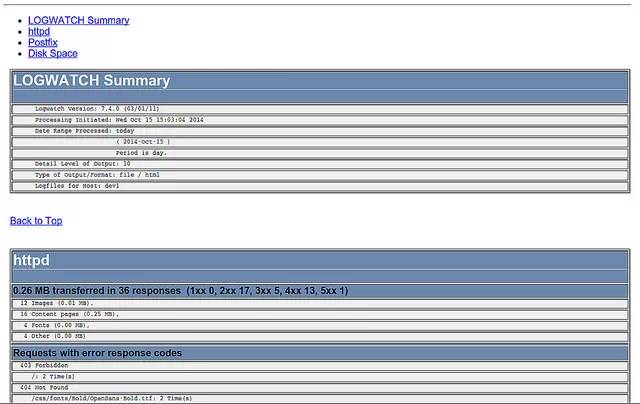 LOGWATCH Summary
httpd
Postfix
Disk Space
LOGWATCH Summary
Logwatch Version: 7.4.0 (03/01/11)
Processing Initiated: Wed Oct 15 15:03:04 2014
Date Range Processed: today
( 2014-Oct-15 )
Period is day.
Detail Level of Output: 10
Type of Output/Format: file / html
Logfiles for Host: dev1
Back to Top
httpd
0.26 MB transferred in 36 responses (1xx 0, 2xx 17, 3xx 5, 4xx 13, 5xx 1)
12 Images (0.01 MB),
16 Content pages (0.25 MB),
4 Fonts (0.00 MB),
4 Other (0.00 MB)
Requests with error response codes
403 Forbidden
/: 2 Time(s)
404 Not Found
/css/fonts/Bold/OpenSans-Bold.ttf: 2 Time(s)